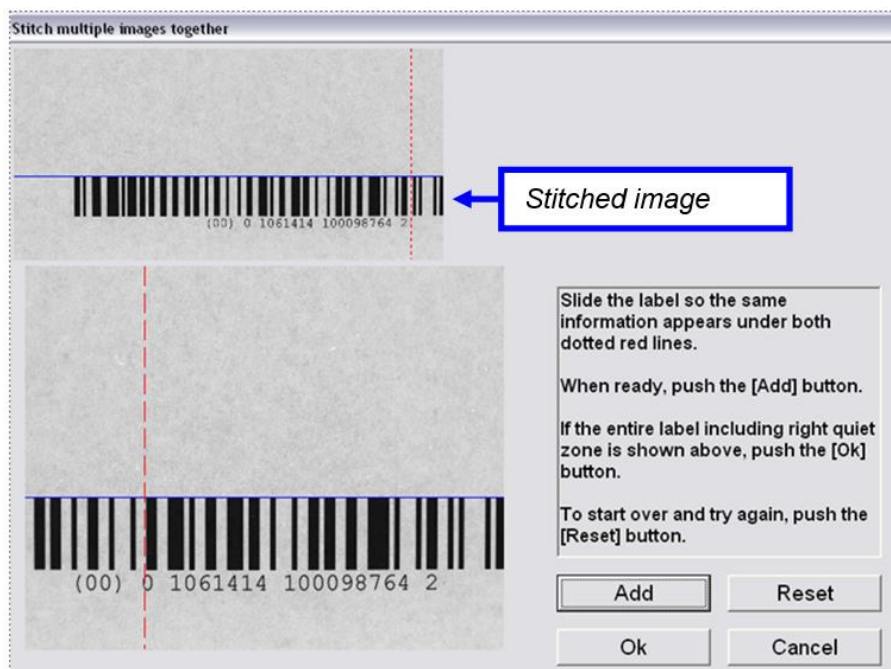 Stitch multiple images together
(00) 0 1061414 100098764 2
Stitched image
(00) 0 1061414 100098764 2
Slide the label so the same
information appears under both
dotted red lines.
When ready, push the [Add] button.
If the entire label including right quiet
zone is shown above, push the [Ok]
button.
To start over and try again, push the
[Reset] button.
Add
Reset
Ok
Cancel